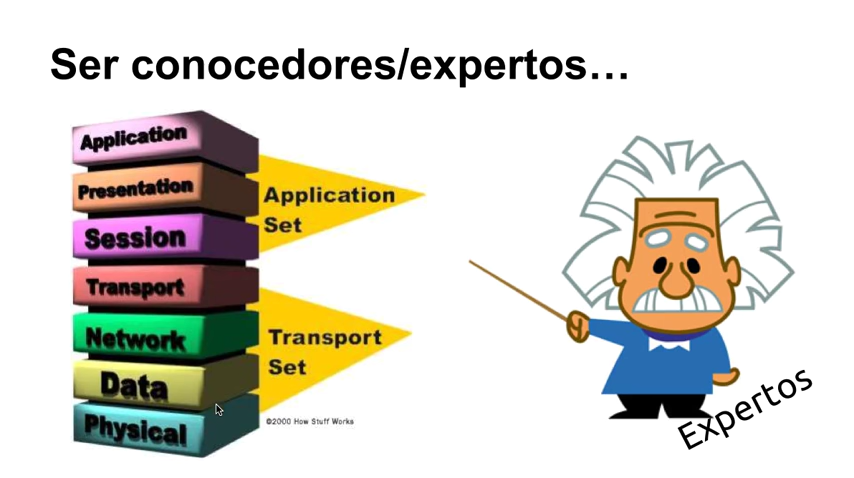 Ser conocedores/expertos…
Application
Presentation
Session
Transport
Network
Data
Physical
Application
Set
Transport
Set
©2000 How Stuff Works
Expertos